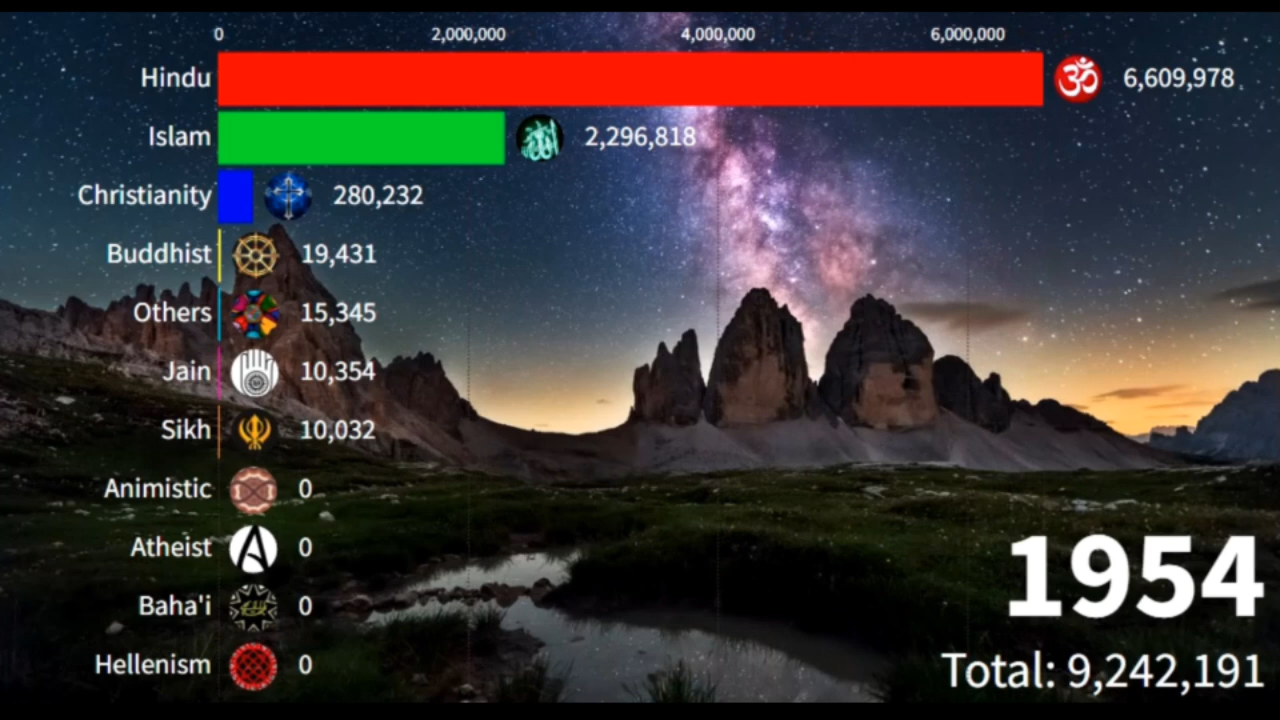 0 2,000,000 4,000,000 6,000,000
Hindu ॐ 6,609,978
Islam الله 2,296,818
Christianity 280,232
Buddhist 19,431
Others 15,345
Jain 10,354
Sikh 10,032
Animistic 0
Atheist 0
Baha'i 0
Hellenism 0
1954
Total: 9,242,191